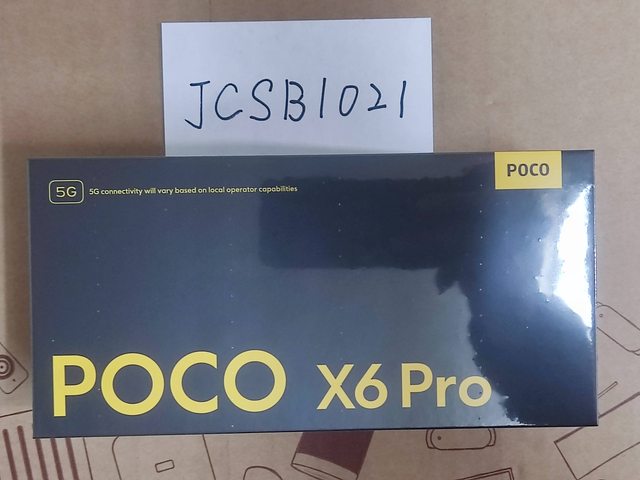 JCSB1021
POCO
5G 5G connectivity will vary based on local operator capabilities
POCO X6 Pro